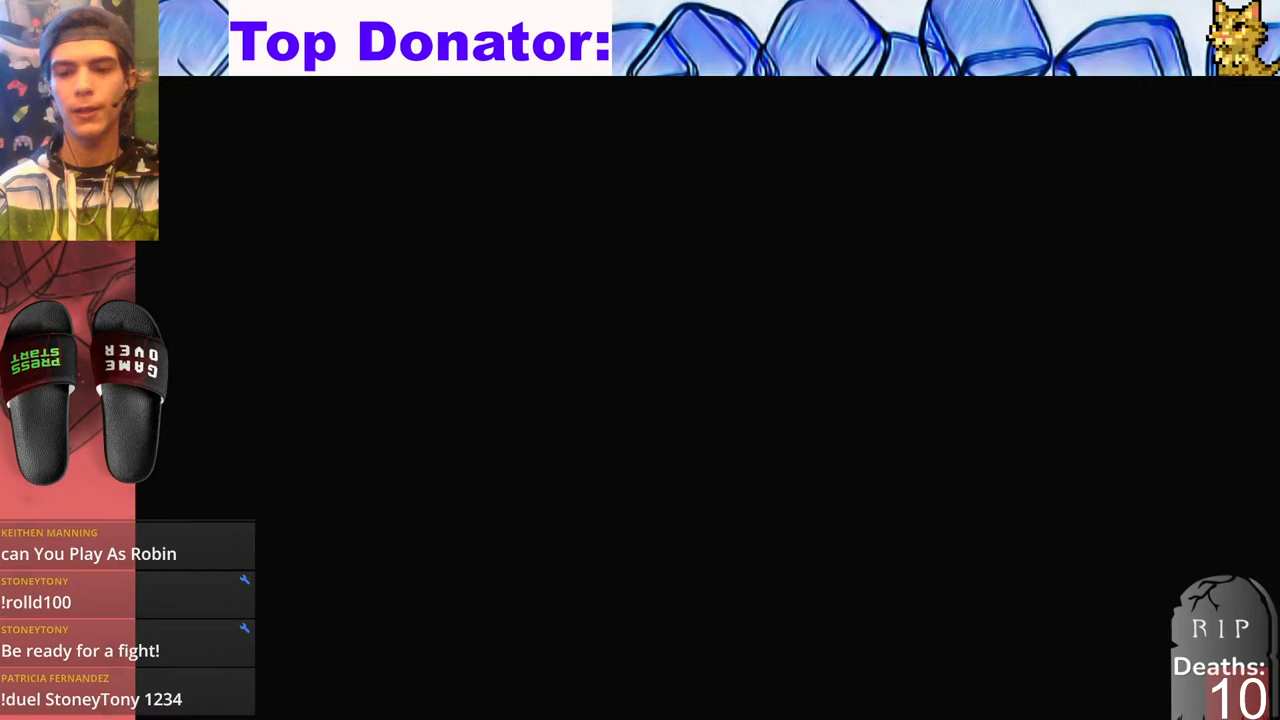 Top Donator:
PRESS
START
GAME
OVER
KEITHEN MANNING
can You Play As Robin
STONEYTONY
!rolld100
STONEYTONY
Be ready for a fight!
PATRICIA FERNANDEZ
!duel StoneyTony 1234
RIP
Deaths:
10